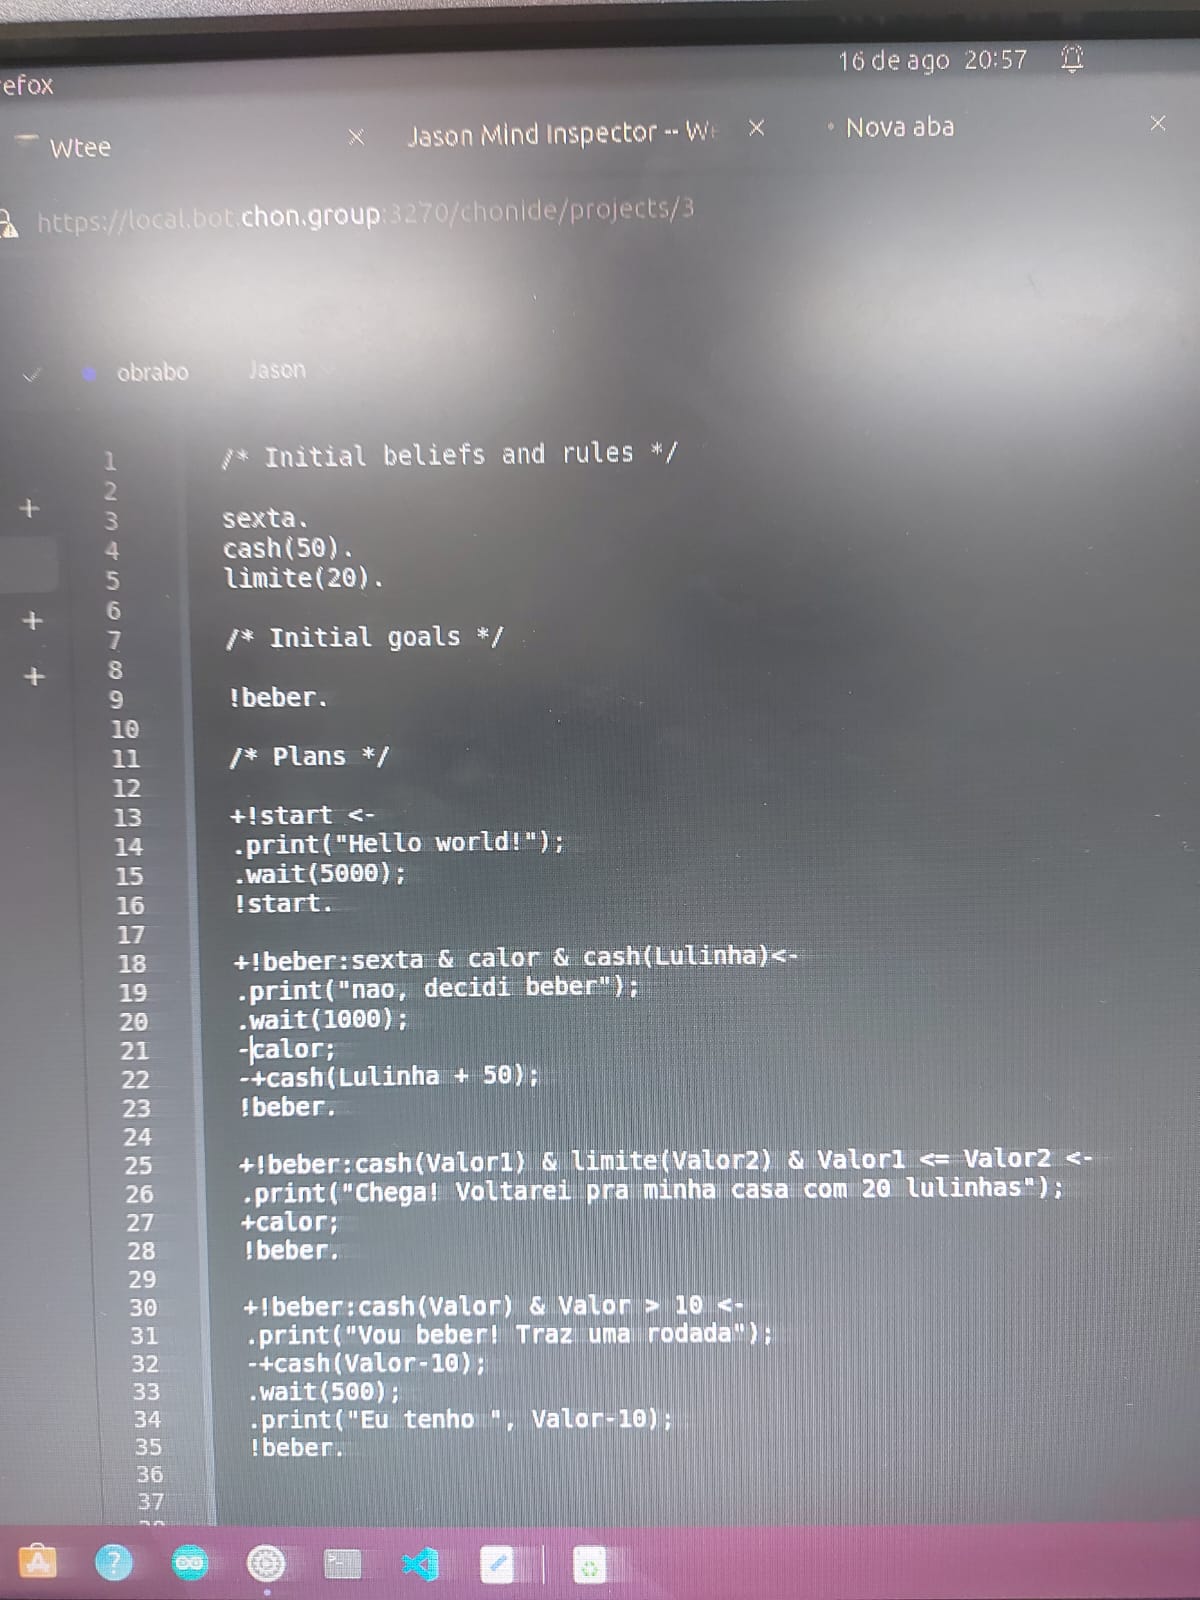 efox
16 de ago 20:57
Wtee
Jason Mind Inspector -- We
Nova aba
https://local.bot.chon.group:3270/chonide/projects/3
obrabo Jason
1 /* Initial beliefs and rules */
2
3 sexta.
4 cash(50).
5 limite(20).
6
7 /* Initial goals */
8
9 !beber.
10
11 /* Plans */
12
13 +!start <-
14 .print("Hello world!");
15 .wait(5000);
16 !start.
17
18 +!beber:sexta & calor & cash(Lulinha)<-
19 .print("nao, decidi beber");
20 .wait(1000);
21 -calor;
22 -+cash(Lulinha + 50);
23 !beber.
24
25 +!beber:cash(Valor1) & limite(Valor2) & Valor1 <= Valor2 <-
26 .print("Chega! Voltarei pra minha casa com 20 lulinhas");
27 +calor;
28 !beber.
29
30 +!beber:cash(Valor) & Valor > 10 <-
31 .print("Vou beber! Traz uma rodada");
32 -+cash(Valor-10);
33 .wait(500);
34 .print("Eu tenho ", Valor-10);
35 !beber.
36
37